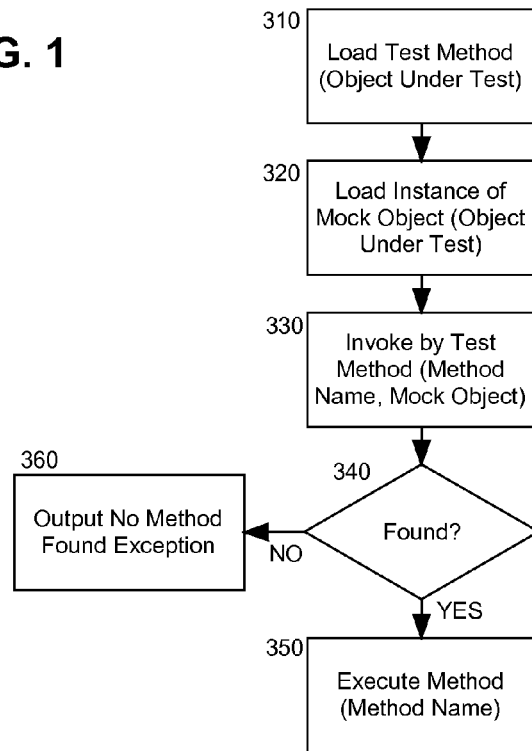 G. 1
310
Load Test Method
(Object Under Test)
320
Load Instance of
Mock Object (Object
Under Test)
330
Invoke by Test
Method (Method
Name, Mock Object)
340
Found?
NO
YES
360
Output No Method
Found Exception
350
Execute Method
(Method Name)